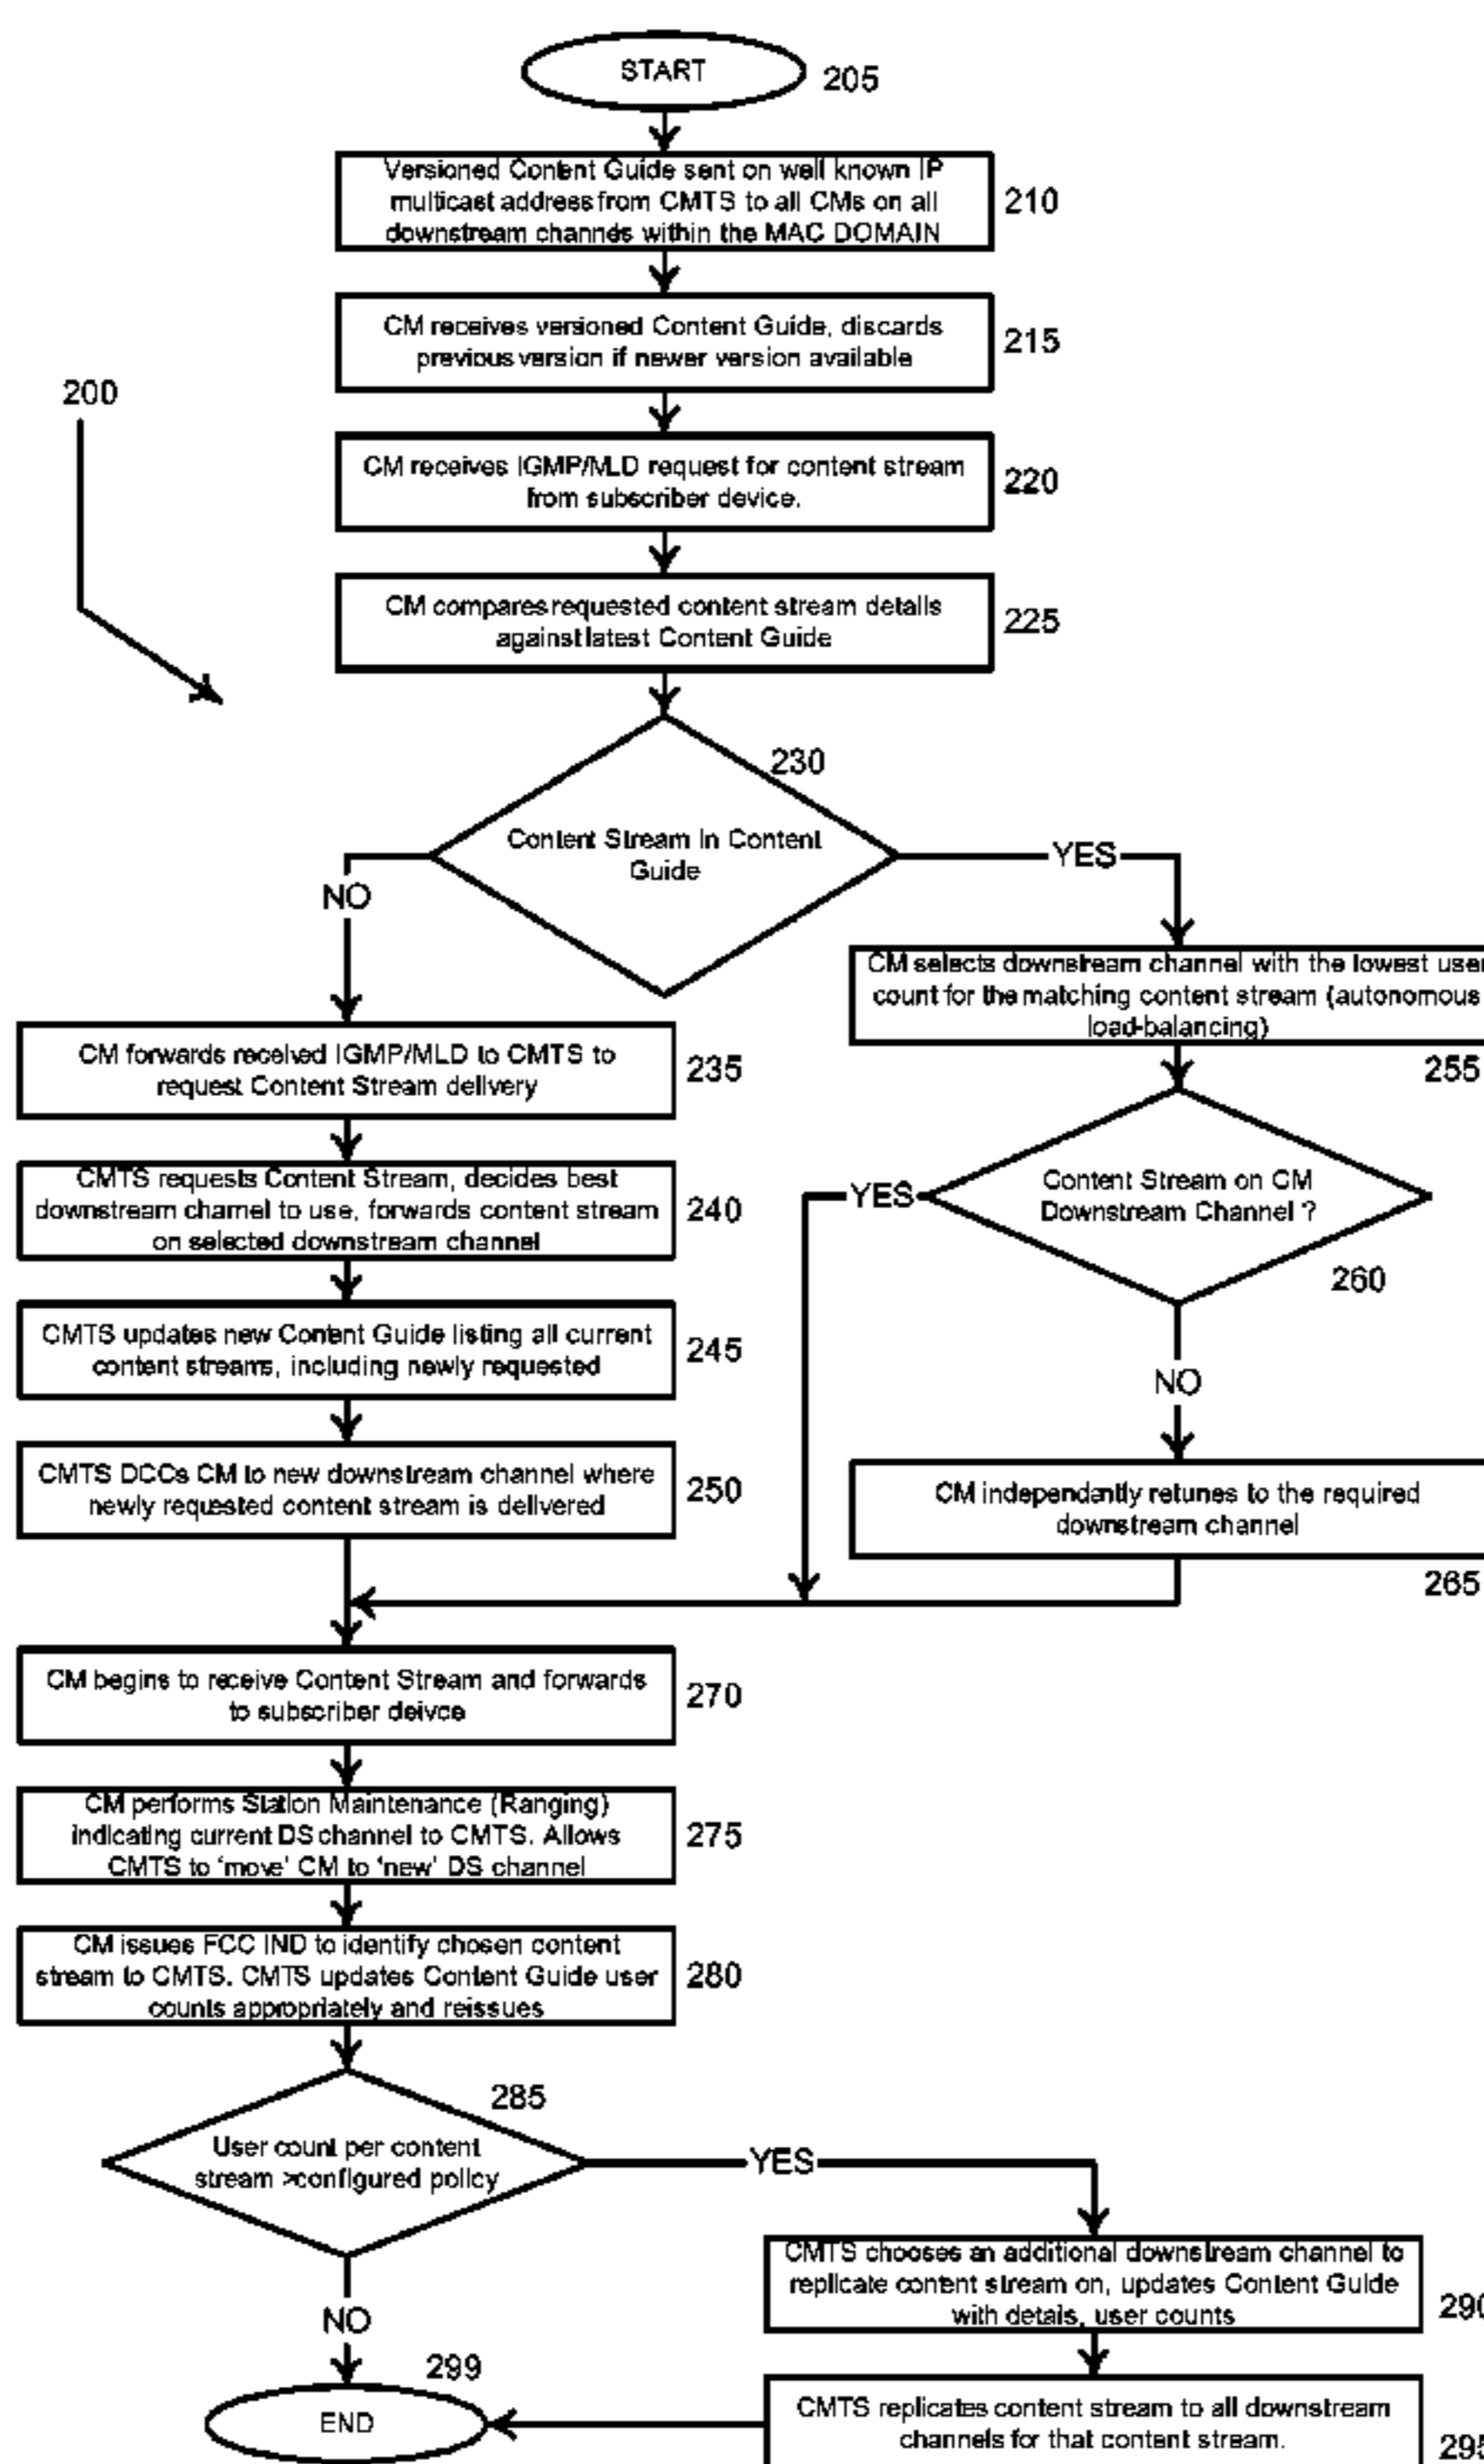 START
205
Versioned Content Guide sent on well known IP
multicast address from CMTS to all CMs on all
downstream channels within the MAC DOMAIN
210
CM receives versioned Content Guide, discards
previous version if newer version available
215
200
CM receives IGMP/MLD request for content stream
from subscriber device.
220
CM compares requested content stream details
against latest Content Guide
225
230
Content Stream in Content
Guide
NO
YES
CM forwards received IGMP/MLD to CMTS to
request Content Stream delivery
235
CMTS requests Content Stream, decides best
downstream channel to use, forwards content stream
on selected downstream channel
240
CMTS updates new Content Guide listing all current
content streams, including newly requested
245
CMTS DCCs CM to new downstream channel where
newly requested content stream is delivered
250
CM selects downstream channel with the lowest user
count for the matching content stream (autonomous
load-balancing)
255
Content Stream on CM
Downstream Channel ?
260
YES
NO
CM independently retunes to the required
downstream channel
265
CM begins to receive Content Stream and forwards
to subscriber deivce
270
CM performs Station Maintenance (Ranging)
indicating current DS channel to CMTS. Allows
CMTS to 'move' CM to 'new' DS channel
275
CM issues FCC IND to identify chosen content
stream to CMTS. CMTS updates Content Guide user
counts appropriately and reissues
280
285
User count per content
stream >configured policy
YES
NO
CMTS chooses an additional downstream channel to
replicate content stream on, updates Content Guide
with details, user counts
290
CMTS replicates content stream to all downstream
channels for that content stream.
295
299
END